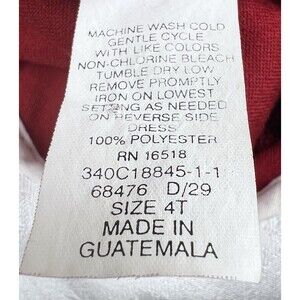 MACHINE WASH COLD
GENTLE CYCLE
WITH LIKE COLORS
NON-CHLORINE BLEACH
TUMBLE DRY LOW
REMOVE PROMPTLY
IRON ON LOWEST
SETTING AS NEEDED
ON REVERSE SIDE
DRESS
100% POLYESTER
RN 16518
340C18845-1-1
68476 D/29
SIZE 4T
MADE IN
GUATEMALA